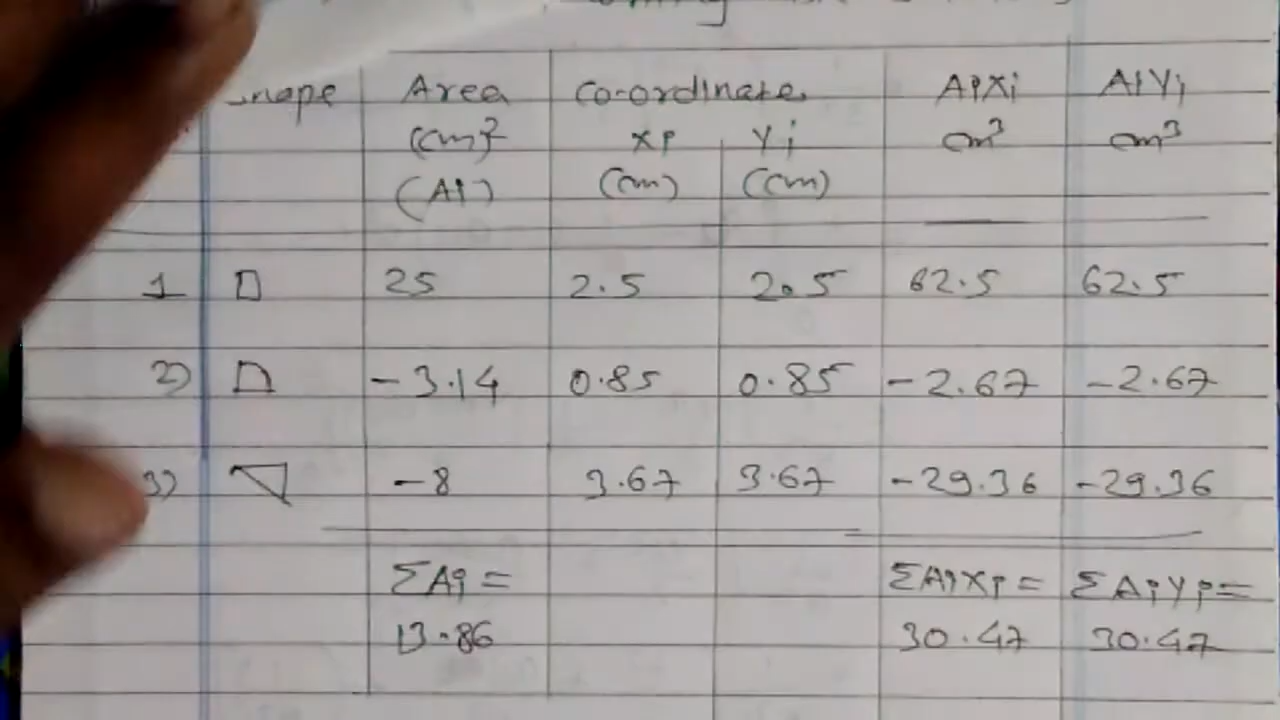 Area Co-ordinate AiXi AiYi
(cm)² xi Yi cm³ cm³
(Ai) (cm) (cm)
1 25 2.5 2.5 62.5 62.5
2) -3.14 0.85 0.85 -2.67 -2.67
3) -8 3.67 3.67 -29.36 -29.36
ΣAi = ΣAiXi = ΣAiYi=
13.86 30.47 30.47